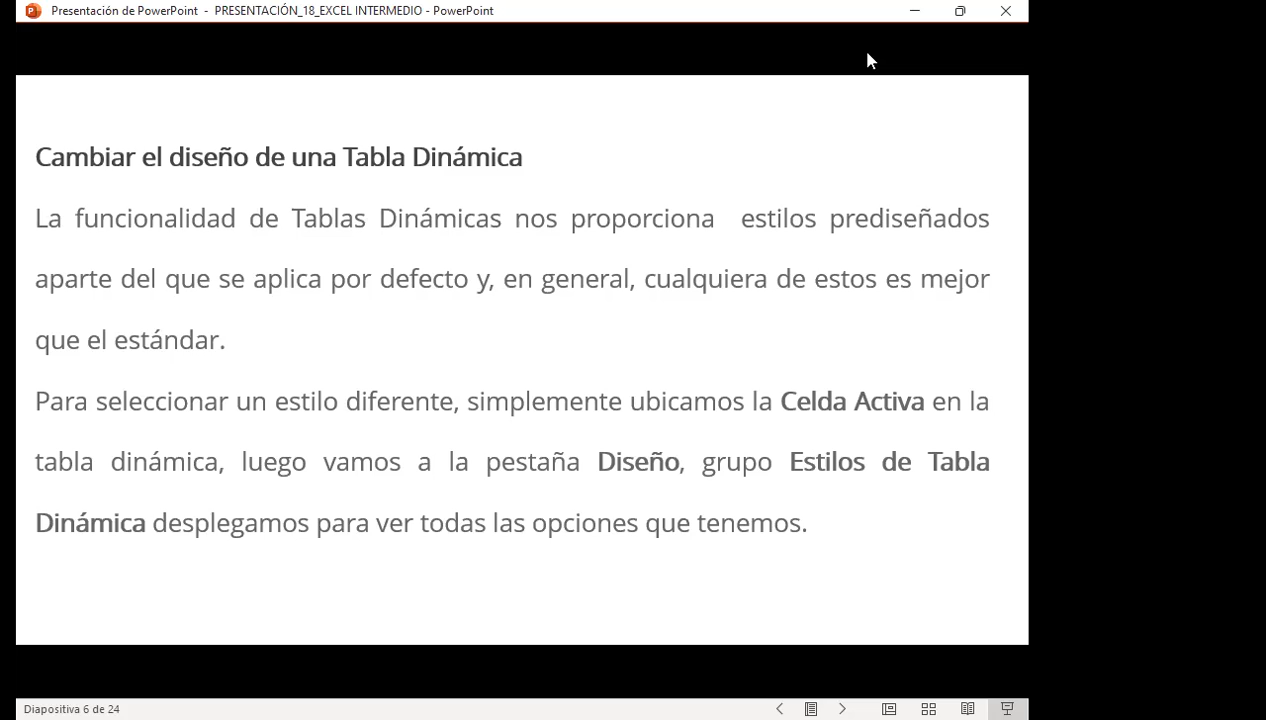 Presentación de PowerPoint - PRESENTACIÓN_18_EXCEL INTERMEDIO - PowerPoint
Cambiar el diseño de una Tabla Dinámica
La funcionalidad de Tablas Dinámicas nos proporciona estilos prediseñados
aparte del que se aplica por defecto y, en general, cualquiera de estos es mejor
que el estándar.
Para seleccionar un estilo diferente, simplemente ubicamos la Celda Activa en la
tabla dinámica, luego vamos a la pestaña Diseño, grupo Estilos de Tabla
Dinámica desplegamos para ver todas las opciones que tenemos.
Diapositiva 6 de 24